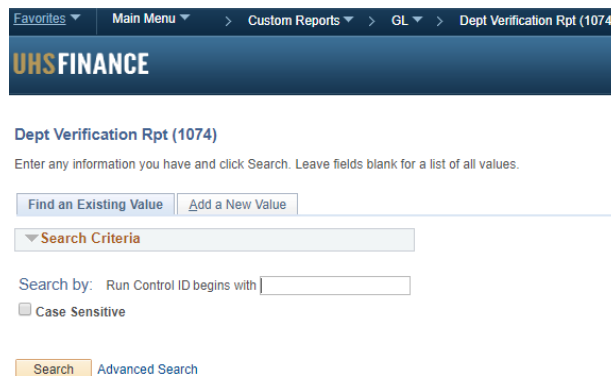 Favorites Main Menu > Custom Reports > GL > Dept Verification Rpt (1074
UHSFINANCE
Dept Verification Rpt (1074)
Enter any information you have and click Search. Leave fields blank for a list of all values.
Find an Existing Value Add a New Value
Search Criteria
Search by: Run Control ID begins with
Case Sensitive
Search Advanced Search